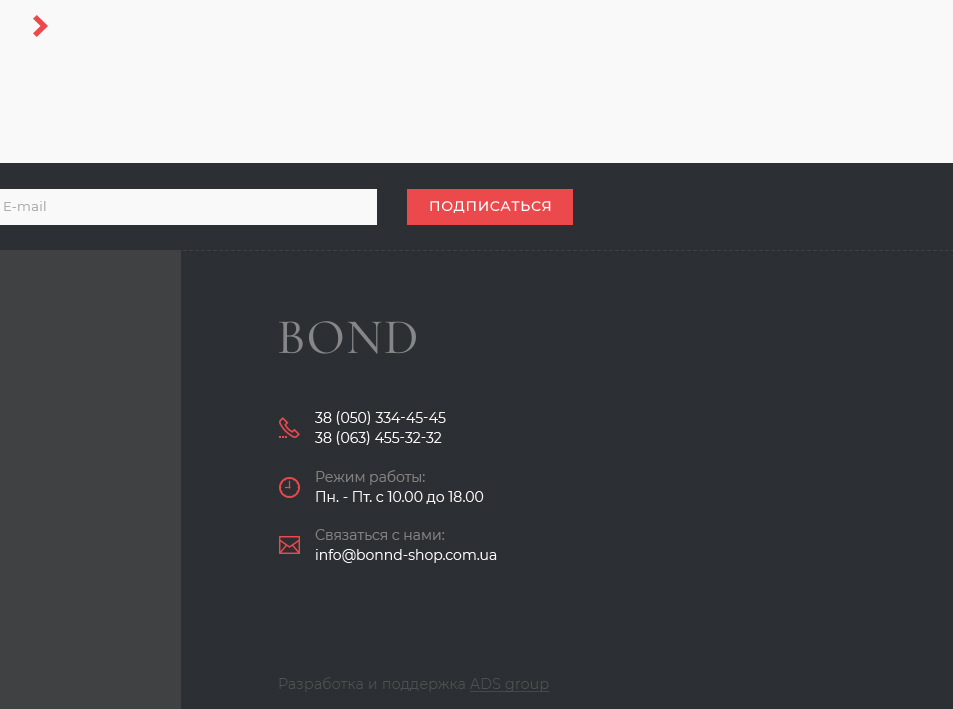 E-mail
ПОДПИСАТЬСЯ
BOND
38 (050) 334-45-45
38 (063) 455-32-32
Режим работы:
Пн. - Пт. с 10.00 до 18.00
Связаться с нами:
info@bonnd-shop.com.ua
Разработка и поддержка ADS group